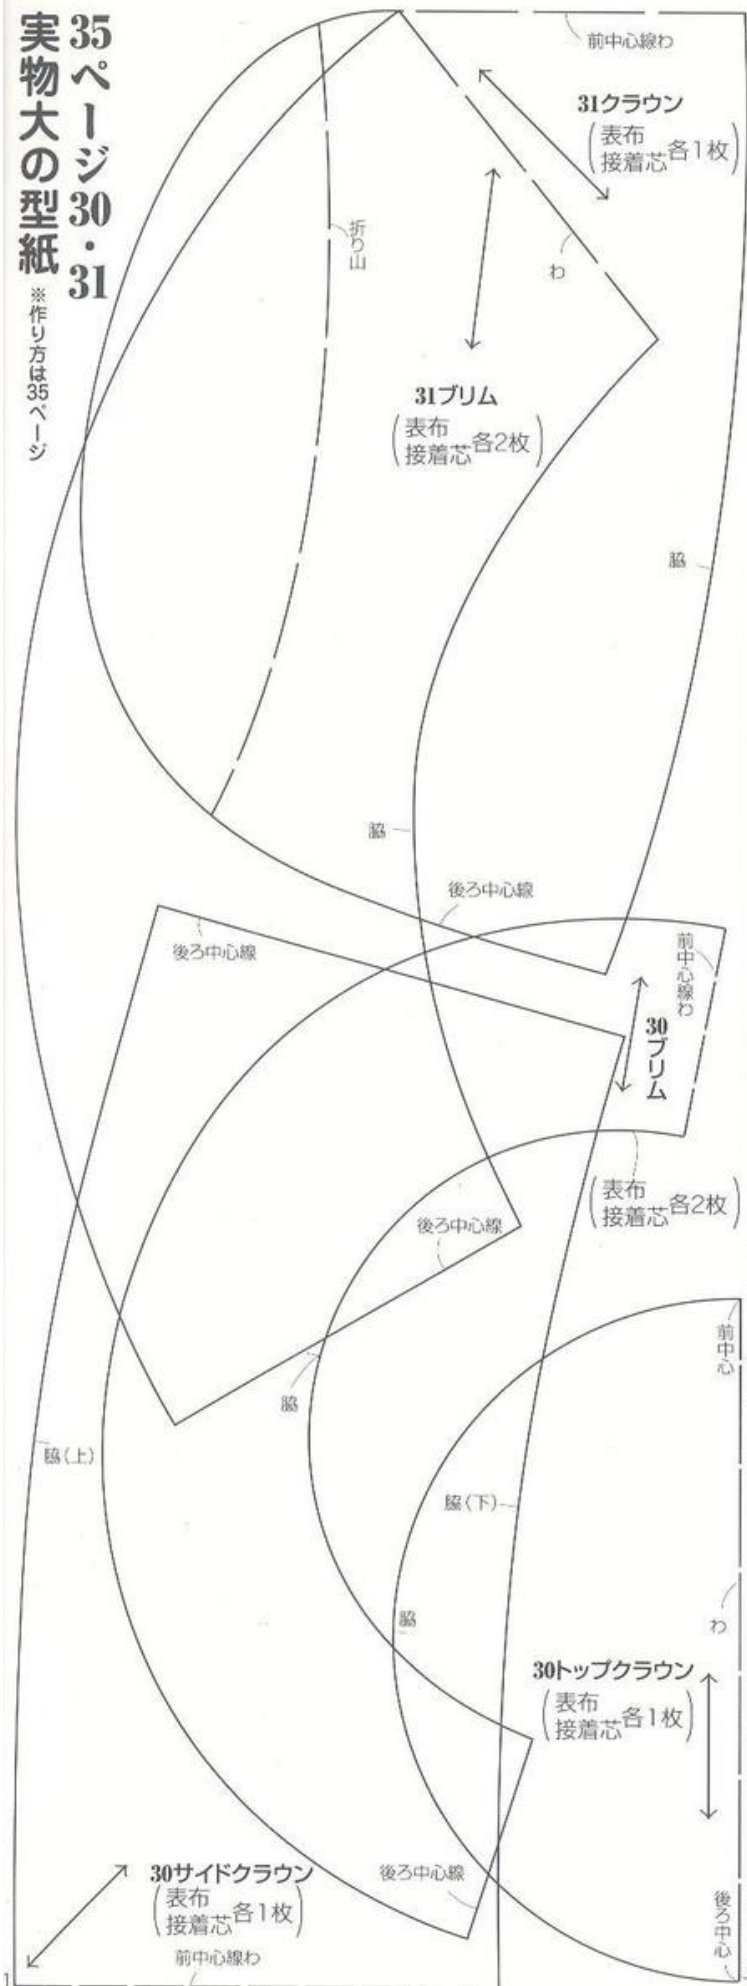 35ページ30・31
実物大の型紙
※作り方は35ページ
前中心線わ
31クラウン
(表布
接着芯 各1枚)
折り山
わ
31ブリム
(表布
接着芯 各2枚)
脇
脇
後ろ中心線
後ろ中心線
前中心線わ
30ブリム
(表布
接着芯 各2枚)
後ろ中心線
前中心
脇
脇(上)
脇(下)
わ
脇
30トップクラウン
(表布
接着芯 各1枚)
30サイドクラウン
(表布
接着芯 各1枚)
後ろ中心線
後ろ中心
前中心線わ
1